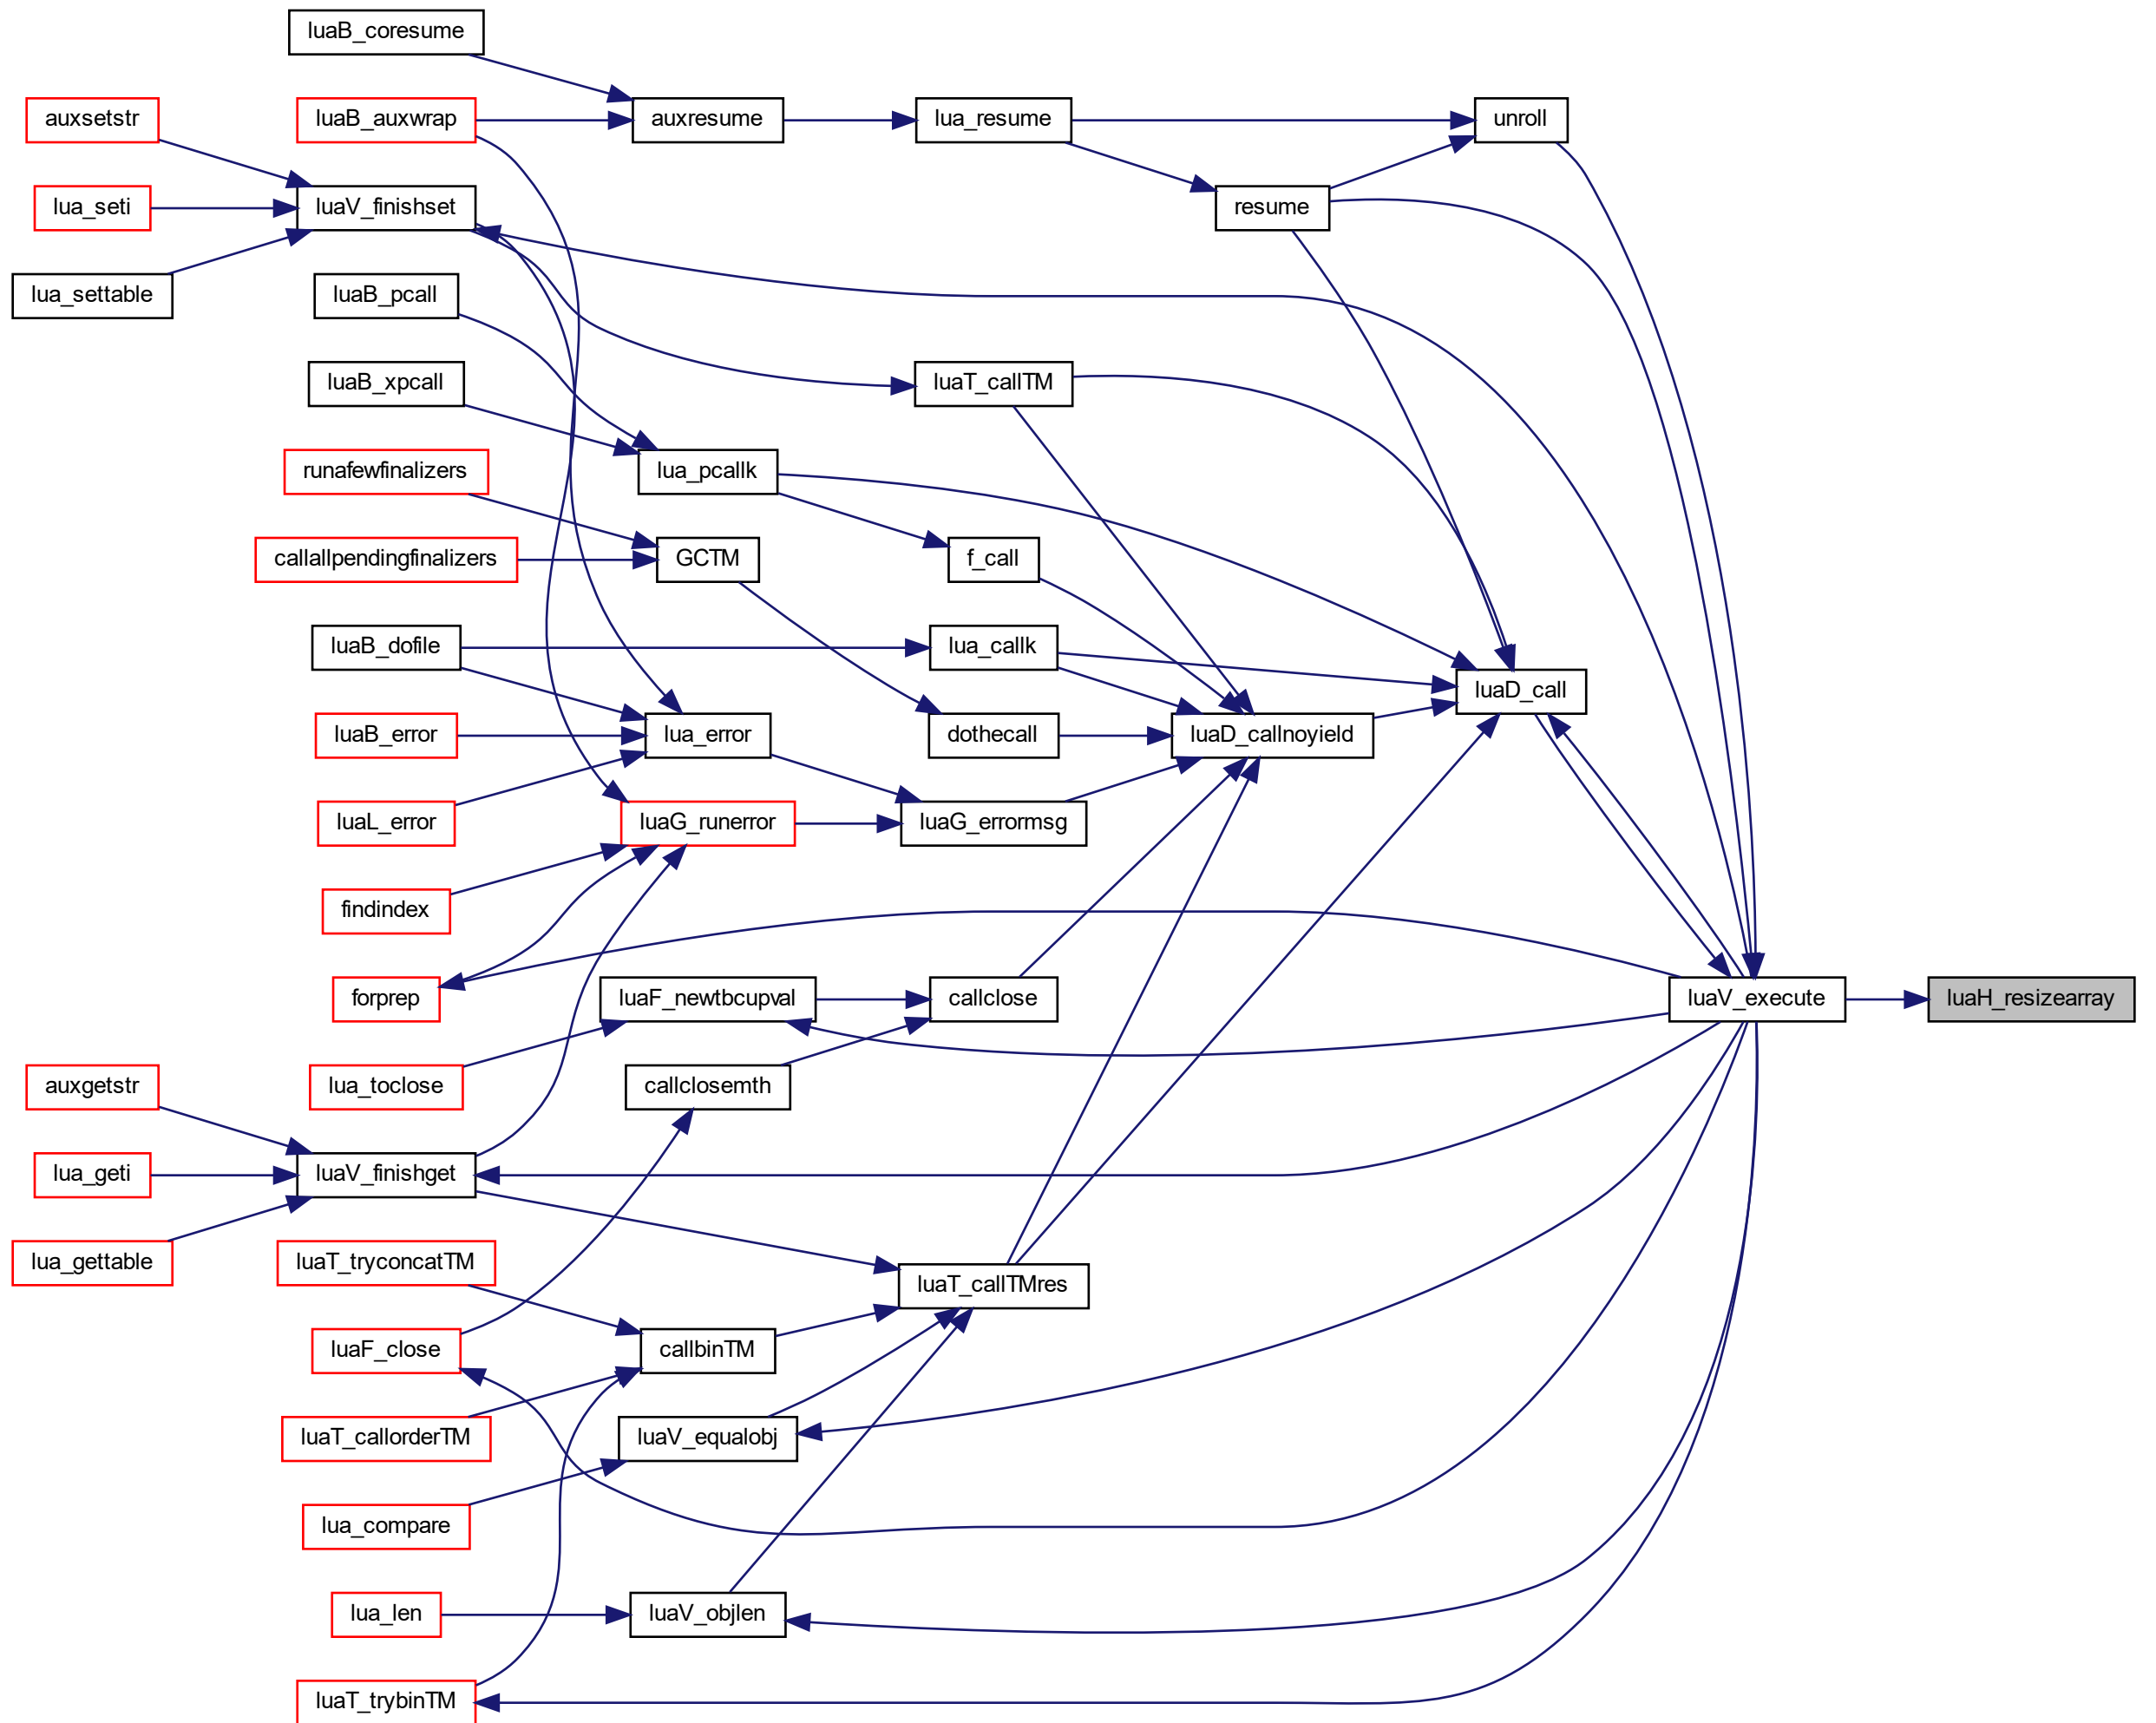 luaB_coresume
auxsetstr
luaB_auxwrap
auxresume
lua_resume
unroll
lua_seti
luaV_finishset
resume
lua_settable
luaB_pcall
luaB_xpcall
luaT_callTM
runafewfinalizers
lua_pcallk
callallpendingfinalizers
GCTM
f_call
luaB_dofile
lua_callk
luaD_call
luaB_error
lua_error
dothecall
luaD_callnoyield
luaL_error
luaG_runerror
luaG_errormsg
findindex
forprep
luaF_newtbcupval
callclose
luaV_execute
luaH_resizearray
auxgetstr
lua_toclose
callclosemth
lua_geti
luaV_finishget
lua_gettable
luaT_tryconcatTM
luaT_callTMres
luaF_close
callbinTM
luaT_callorderTM
luaV_equalobj
lua_compare
lua_len
luaV_objlen
luaT_trybinTM